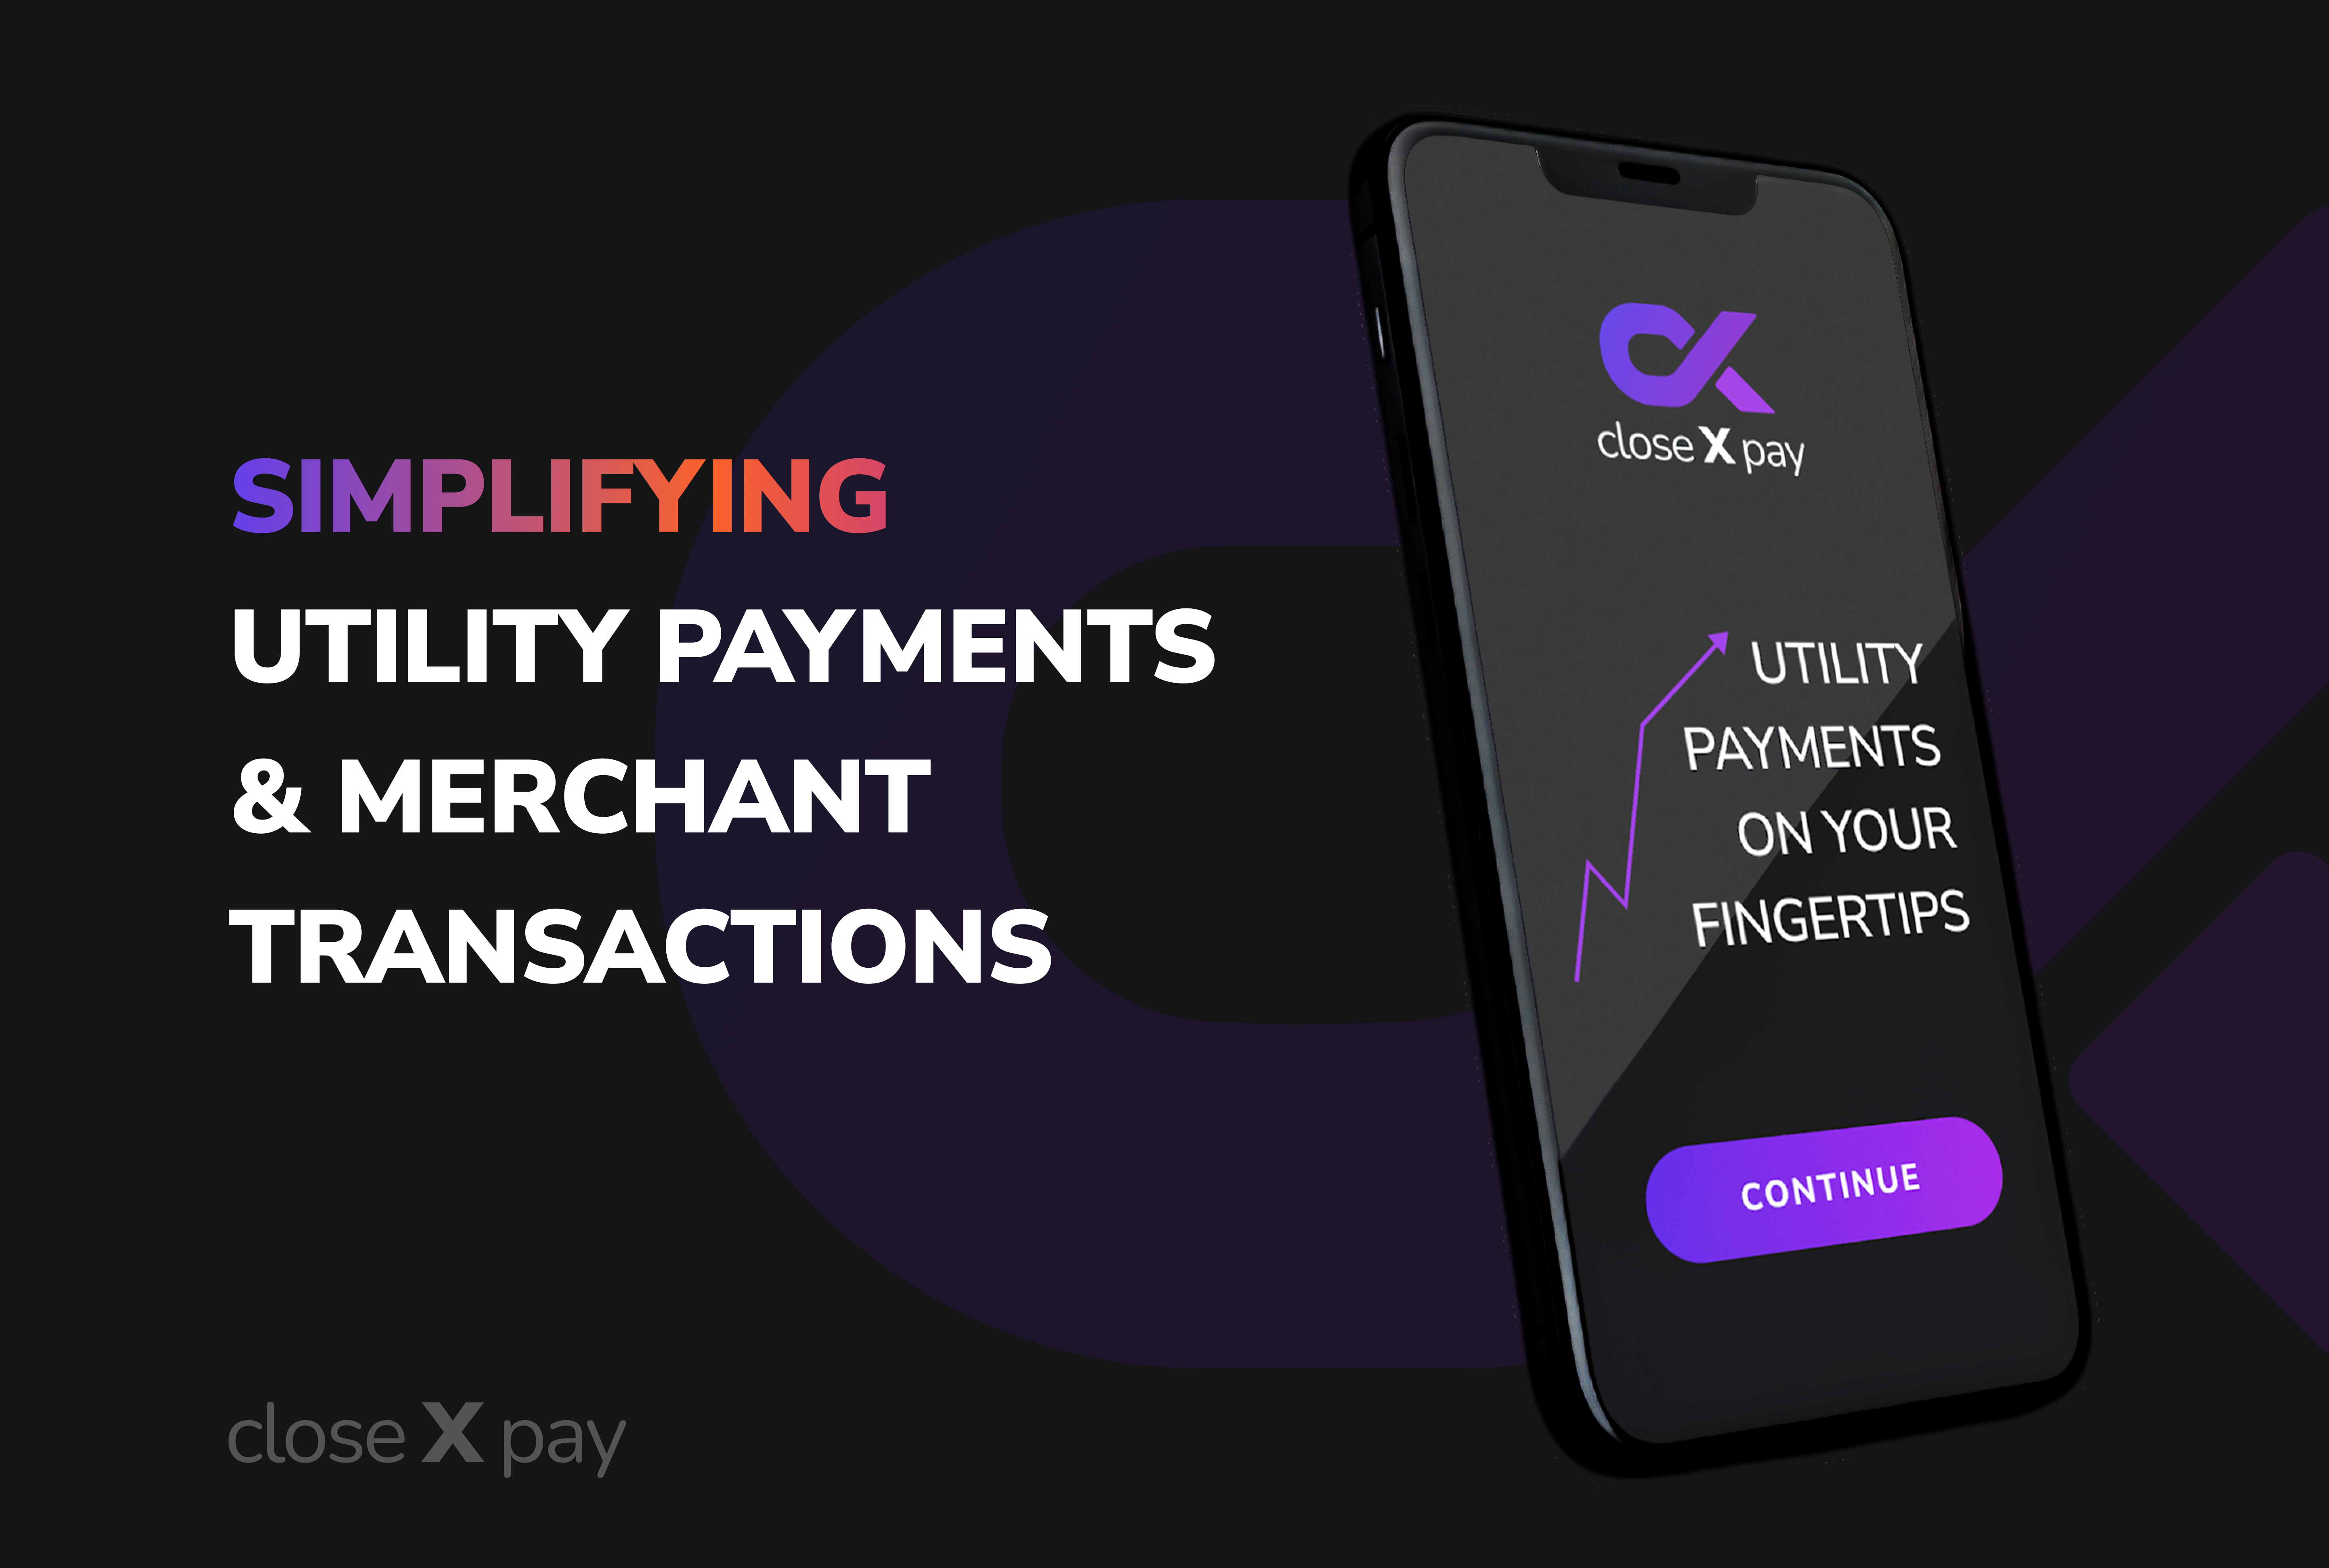 SIMPLIFYING
UTILITY PAYMENTS
& MERCHANT
TRANSACTIONS
close X pay
close X pay
UTILITY
PAYMENTS
ON YOUR
FINGERTIPS
CONTINUE